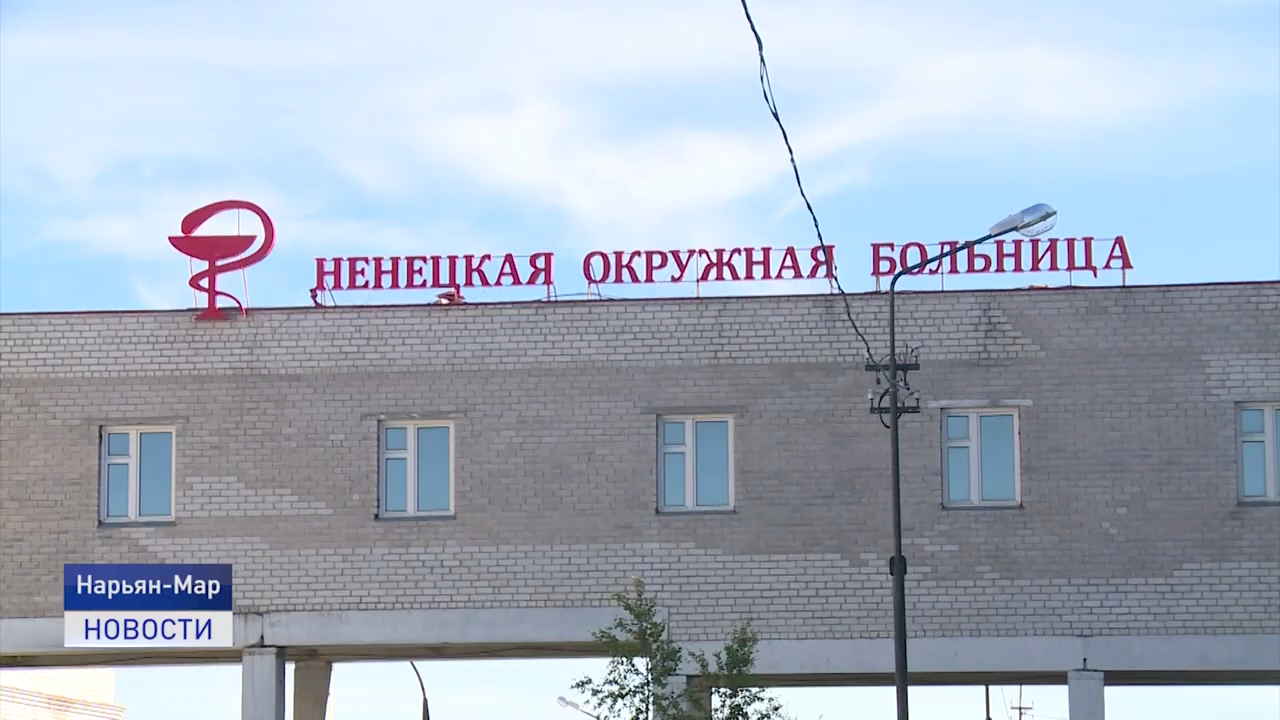 НЕНЕЦКАЯ ОКРУЖНАЯ БОЛЬНИЦА
Нарьян-Мар
НОВОСТИ